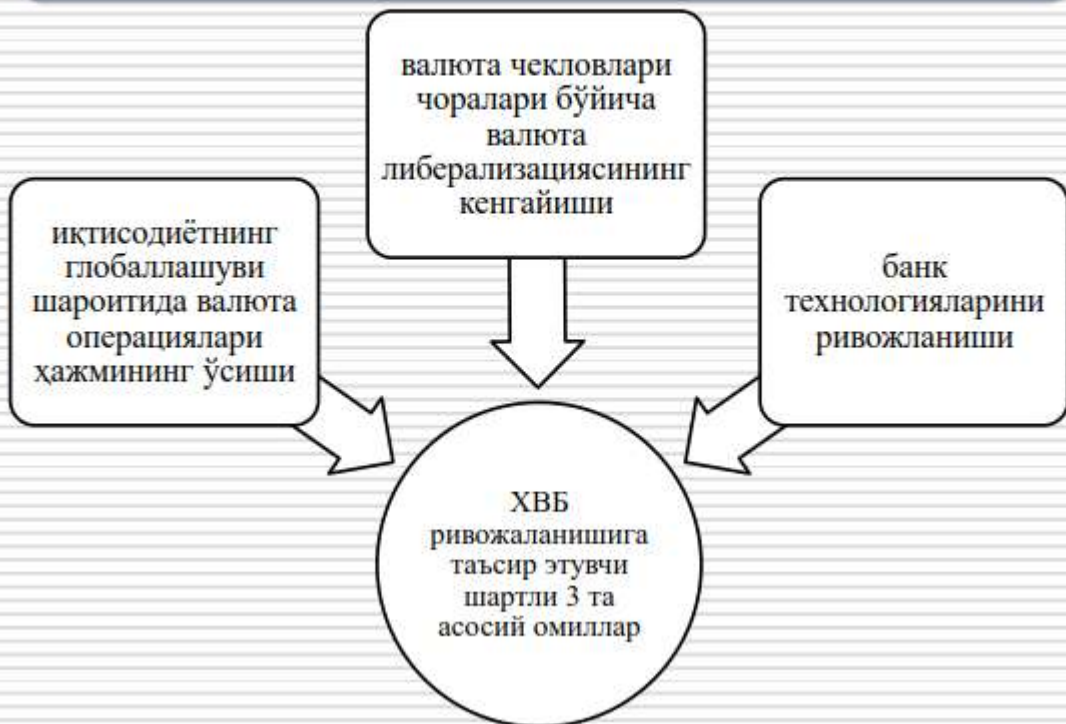 валюта чекловлари
чоралари бўйича
валюта
либерализациясининг
кенгайиши
иқтисодиётнинг
глобаллашуви
шароитида валюта
операциялари
ҳажмининг ўсиши
банк
технологияларини
ривожланиши
ХВБ
ривожаланишига
таъсир этувчи
шартли 3 та
асосий омиллар